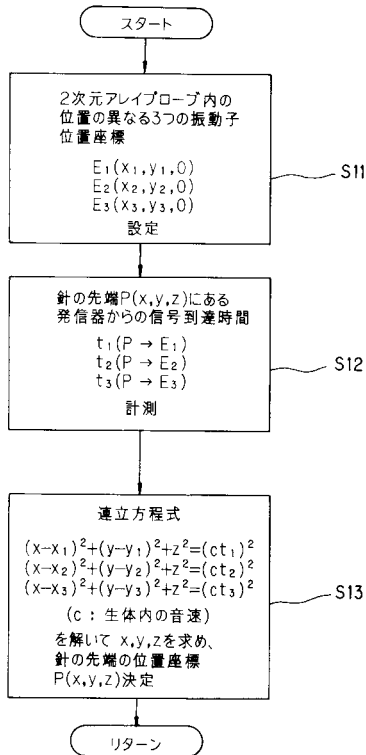 スタート
2次元アレイプローブ内の
位置の異なる3つの振動子
位置座標
E₁(x₁,y₁,0)
E₂(x₂,y₂,0)
E₃(x₃,y₃,0)
設定
S11
針の先端P(x,y,z)にある
発信器からの信号到達時間
t₁(P → E₁)
t₂(P → E₂)
t₃(P → E₃)
計測
S12
連立方程式
(x-x₁)²+(y-y₁)²+z²=(ct₁)²
(x-x₂)²+(y-y₂)²+z²=(ct₂)²
(x-x₃)²+(y-y₃)²+z²=(ct₃)²
(c : 生体内の音速)
を解いて x,y,zを求め、
針の先端の位置座標
P(x,y,z)決定
S13
リターン